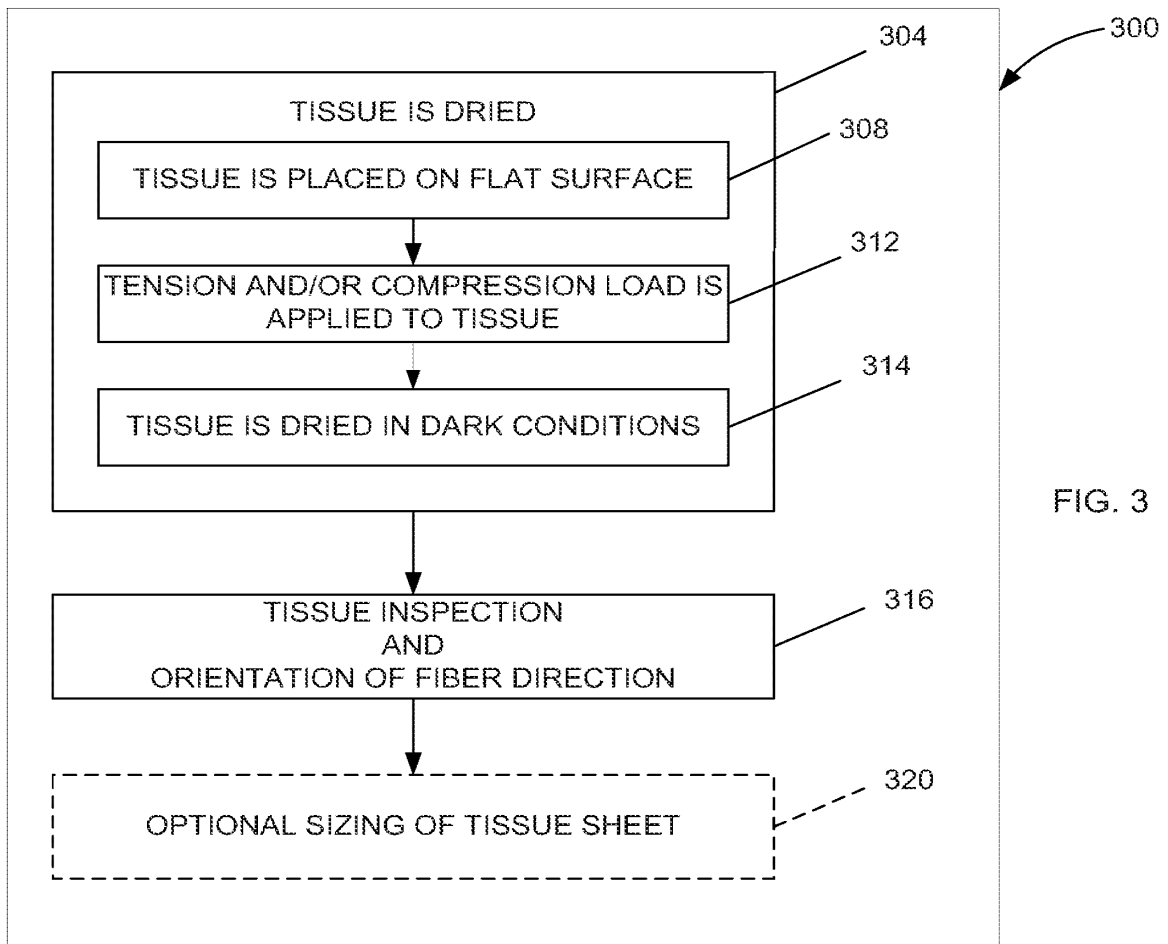 300
304
TISSUE IS DRIED
308
TISSUE IS PLACED ON FLAT SURFACE
312
TENSION AND/OR COMPRESSION LOAD IS
APPLIED TO TISSUE
314
TISSUE IS DRIED IN DARK CONDITIONS
FIG. 3
316
TISSUE INSPECTION
AND
ORIENTATION OF FIBER DIRECTION
320
OPTIONAL SIZING OF TISSUE SHEET